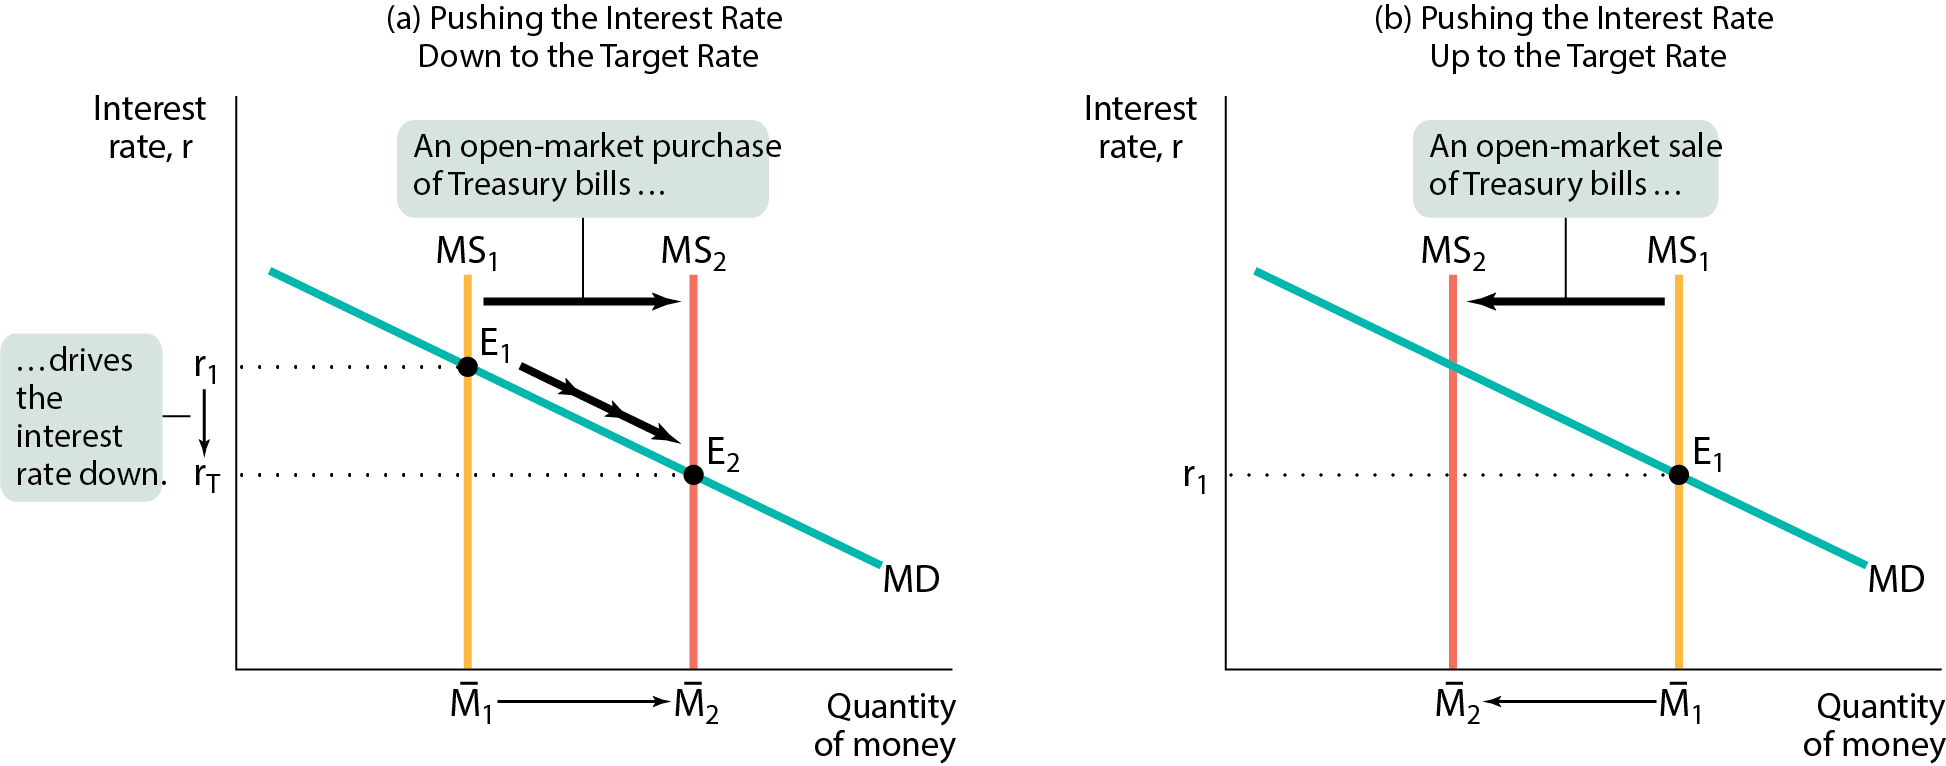 (a) Pushing the Interest Rate
Down to the Target Rate
Interest
rate, r
An open-market purchase
of Treasury bills …
MS₁
MS₂
E₁
…drives
the
interest
rate down.
r₁
r_T
E₂
MD
M̄₁
M̄₂
Quantity
of money
(b) Pushing the Interest Rate
Up to the Target Rate
Interest
rate, r
An open-market sale
of Treasury bills …
MS₂
MS₁
E₁
r₁
MD
M̄₂
M̄₁
Quantity
of money